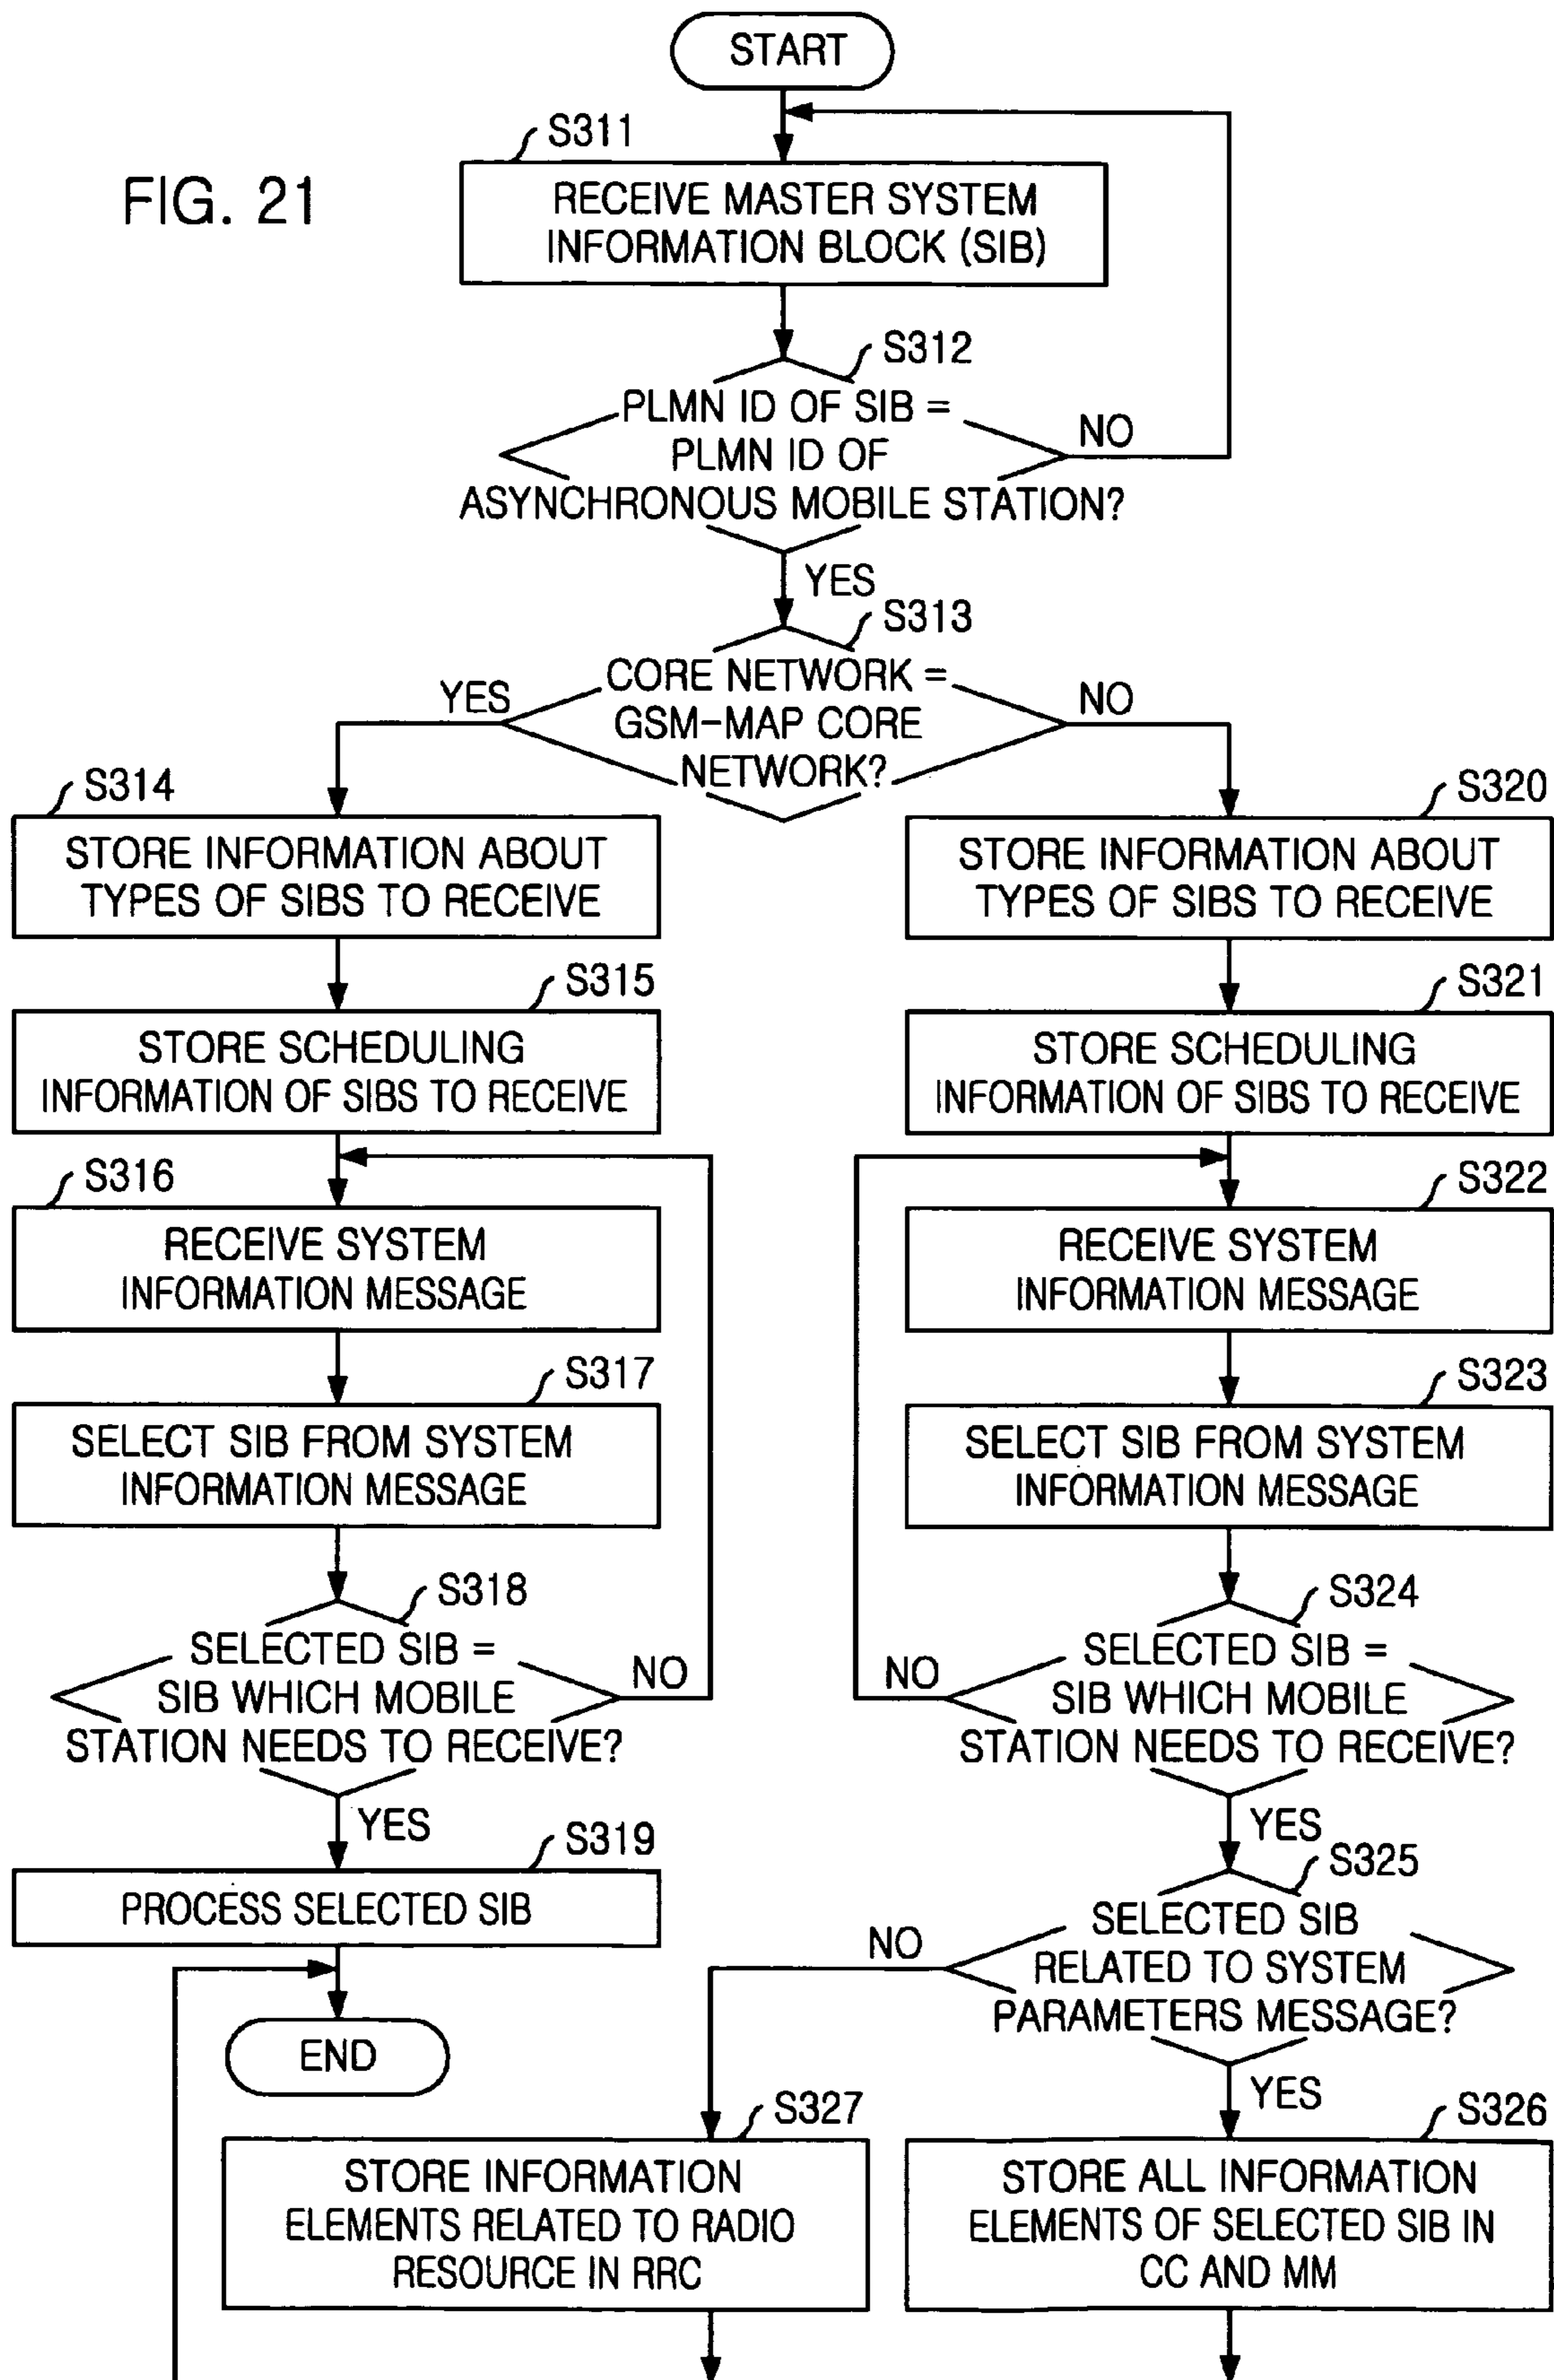 START
S311
FIG. 21
RECEIVE MASTER SYSTEM
INFORMATION BLOCK (SIB)
S312
PLMN ID OF SIB =
PLMN ID OF
ASYNCHRONOUS MOBILE STATION?
NO
YES
S313
CORE NETWORK =
GSM-MAP CORE
NETWORK?
YES
NO
S314
STORE INFORMATION ABOUT
TYPES OF SIBS TO RECEIVE
S320
STORE INFORMATION ABOUT
TYPES OF SIBS TO RECEIVE
S315
STORE SCHEDULING
INFORMATION OF SIBS TO RECEIVE
S321
STORE SCHEDULING
INFORMATION OF SIBS TO RECEIVE
S316
RECEIVE SYSTEM
INFORMATION MESSAGE
S322
RECEIVE SYSTEM
INFORMATION MESSAGE
S317
SELECT SIB FROM SYSTEM
INFORMATION MESSAGE
S323
SELECT SIB FROM SYSTEM
INFORMATION MESSAGE
S318
SELECTED SIB =
SIB WHICH MOBILE
STATION NEEDS TO RECEIVE?
NO
YES
S324
SELECTED SIB =
SIB WHICH MOBILE
STATION NEEDS TO RECEIVE?
NO
YES
S319
PROCESS SELECTED SIB
END
S325
SELECTED SIB
RELATED TO SYSTEM
PARAMETERS MESSAGE?
NO
YES
S327
STORE INFORMATION
ELEMENTS RELATED TO RADIO
RESOURCE IN RRC
S326
STORE ALL INFORMATION
ELEMENTS OF SELECTED SIB IN
CC AND MM